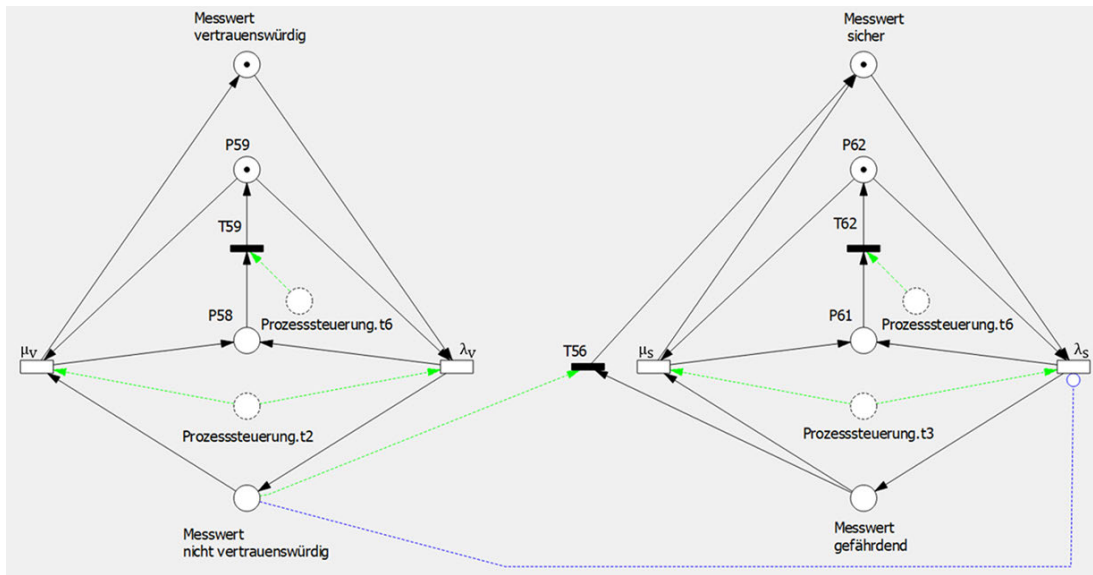 Messwert
vertrauenswürdig
Messwert
sicher
P59
P62
T59
T62
P58
Prozesssteuerung.t6
P61
Prozesssteuerung.t6
μV
λV
T56
μS
λS
Prozesssteuerung.t2
Prozesssteuerung.t3
Messwert
nicht vertrauenswürdig
Messwert
gefährdend